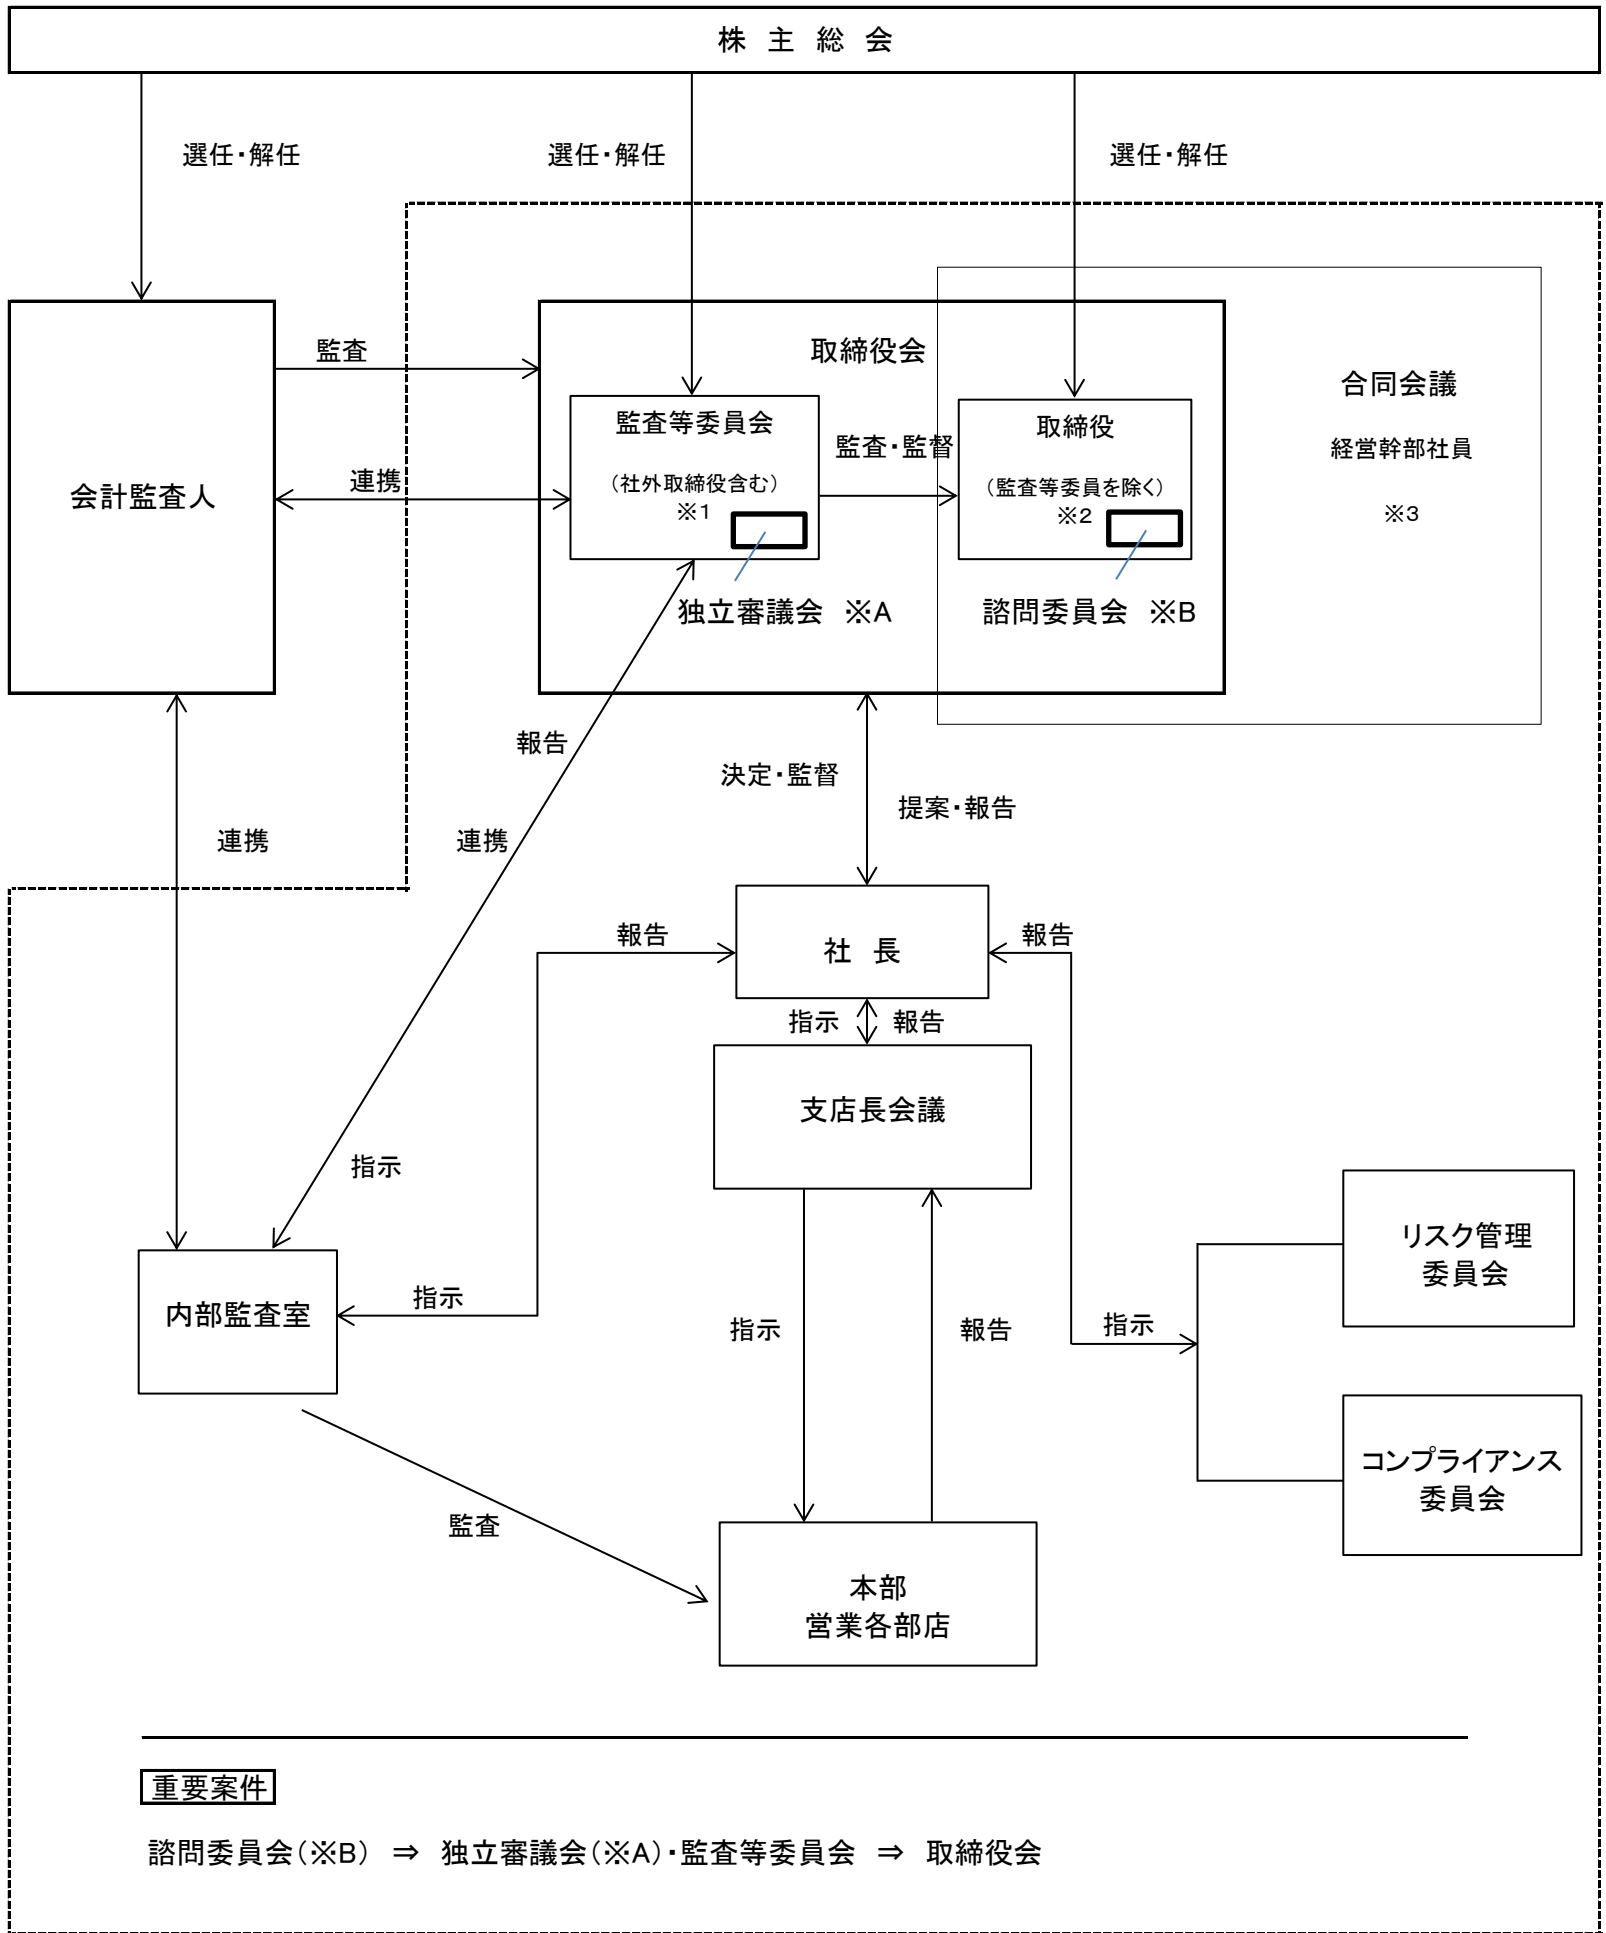 株 主 総 会
選任・解任
選任・解任
選任・解任
取締役会
監査
合同会議
経営幹部社員
※3
監査等委員会
(社外取締役含む)
※1
監査・監督
取締役
(監査等委員を除く)
※2
会計監査人
連携
独立審議会 ※A
諮問委員会 ※B
報告
決定・監督
提案・報告
連携
連携
報告
社 長
報告
指示
報告
支店長会議
指示
リスク管理
委員会
内部監査室
指示
指示
報告
指示
コンプライアンス
委員会
監査
本部
営業各部店
重要案件
諮問委員会(※B) ⇒ 独立審議会(※A)・監査等委員会 ⇒ 取締役会